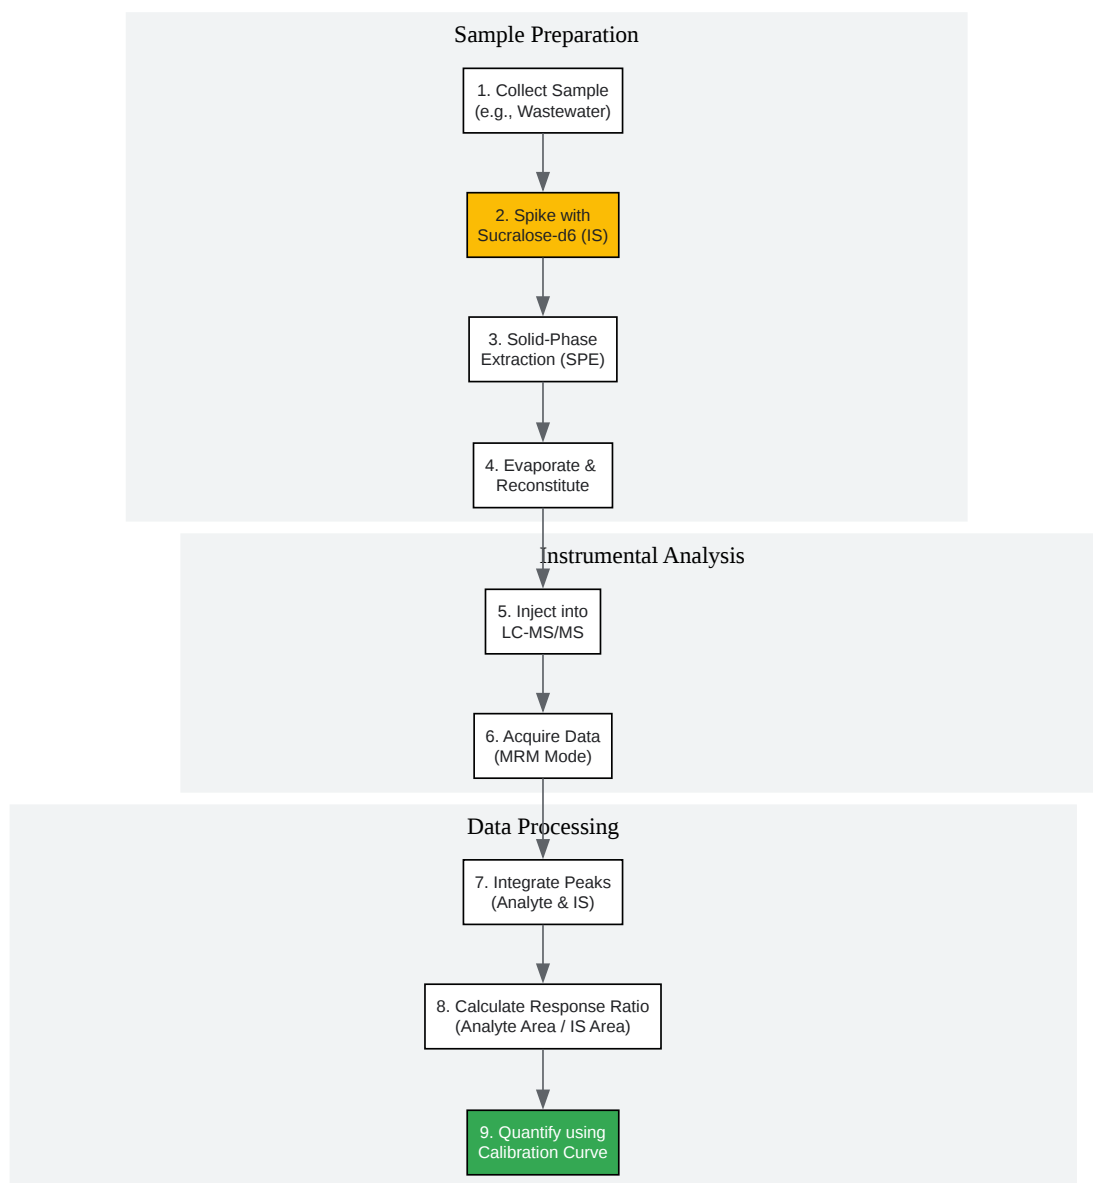 Sample Preparation
1. Collect Sample
(e.g., Wastewater)
2. Spike with
Sucralose-d6 (IS)
3. Solid-Phase
Extraction (SPE)
4. Evaporate &
Reconstitute
Instrumental Analysis
5. Inject into
LC-MS/MS
6. Acquire Data
(MRM Mode)
Data Processing
7. Integrate Peaks
(Analyte & IS)
8. Calculate Response Ratio
(Analyte Area / IS Area)
9. Quantify using
Calibration Curve